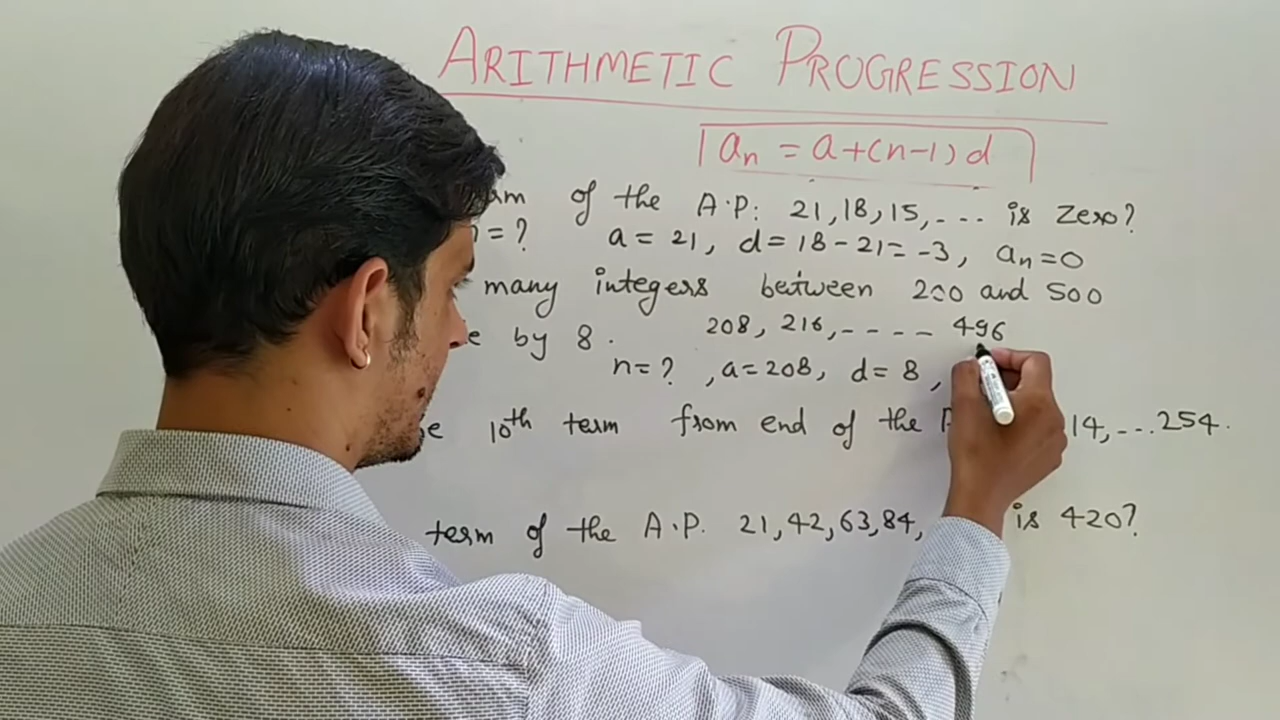 ARITHMETIC PROGRESSION
an = a+(n-1)d
of the A.P: 21,18,15,--- is Zero?
=? a = 21, d= 18-21= -3, an=0
many integers between 200 and 500
by 8. 208, 216,---- 496
n=? ,a=208, d= 8,
10th term from end of the 14,---254.
term of the A.P. 21,42,63,84, is 420?